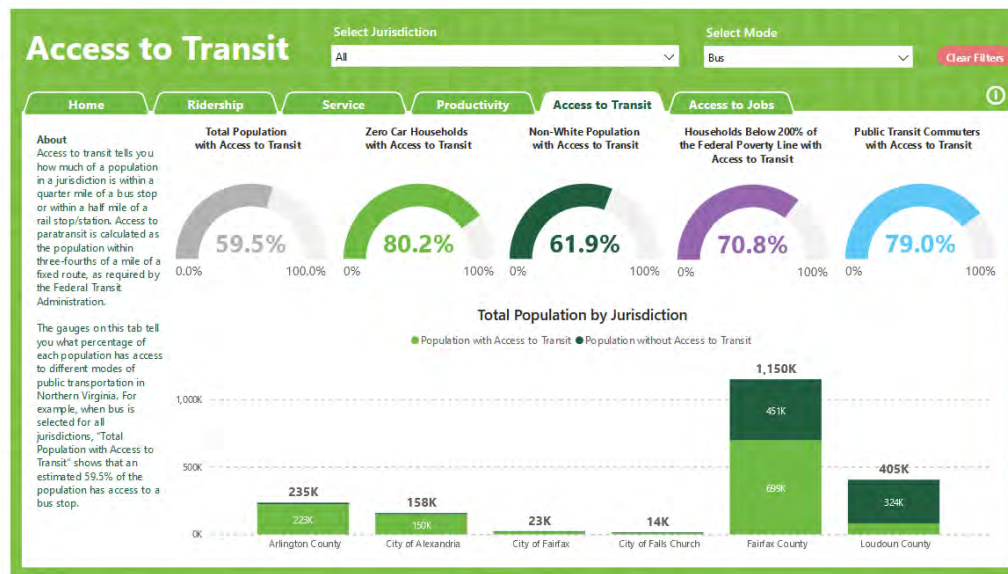 Access to Transit
Select Jurisdiction
All
Select Mode
Bus
Clear Filters
Home
Ridership
Service
Productivity
Access to Transit
Access to Jobs
About
Access to transit tells you
how much of a population
in a jurisdiction is within a
quarter mile of a bus stop
or within a half mile of a
rail stop/station. Access to
paratransit is calculated as
the population within
three-fourths of a mile of a
fixed route, as required by
the Federal Transit
Administration.
The gauges on this tab tell
you what percentage of
each population has access
to different modes of
public transportation in
Northern Virginia. For
example, when bus is
selected for all
jurisdictions, "Total
Population with Access to
Transit" shows that an
estimated 59.5% of the
population has access to a
bus stop.
Total Population
with Access to Transit
59.5%
0.0%
100.0%
Zero Car Households
with Access to Transit
80.2%
0%
100%
Non-White Population
with Access to Transit
61.9%
0%
100%
Households Below 200% of
the Federal Poverty Line with
Access to Transit
70.8%
0%
100%
Public Transit Commuters
with Access to Transit
79.0%
0%
100%
Total Population by Jurisdiction
Population with Access to Transit
Population without Access to Transit
1,000K
500K
0K
235K
223K
158K
150K
23K
14K
1,150K
451K
699K
405K
324K
Arlington County
City of Alexandria
City of Fairfax
City of Falls Church
Fairfax County
Loudoun County